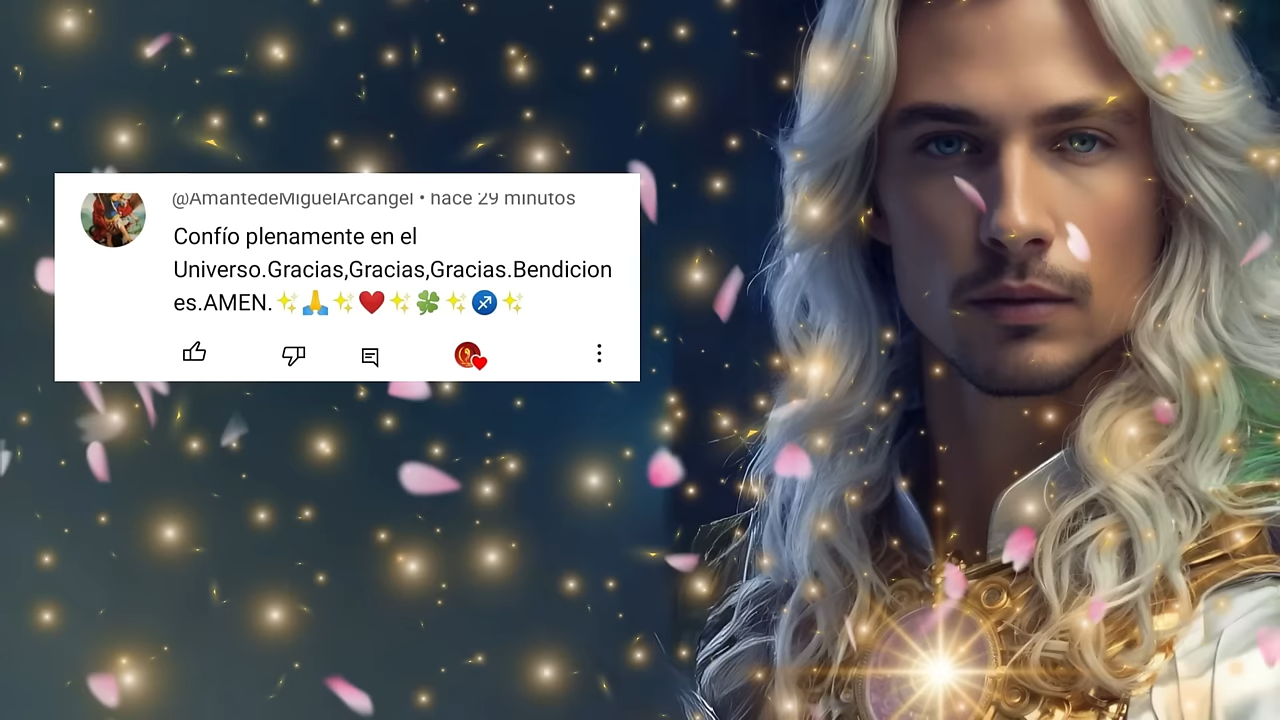 @AmantedeMiguelArcangel • hace 29 minutos
Confío plenamente en el
Universo.Gracias,Gracias,Gracias.Bendicion
es.AMEN.✨🙏✨❤️✨🍀✨♐✨